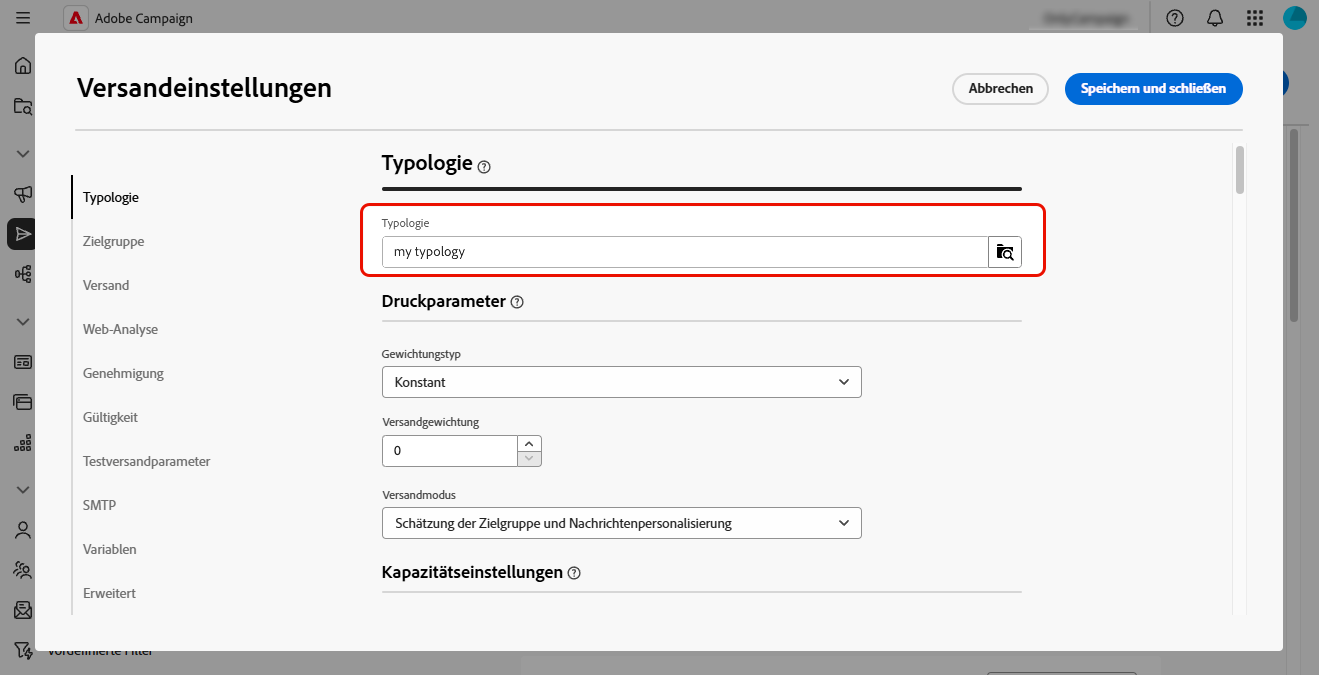 Adobe Campaign
Versandeinstellungen
Abbrechen
Speichern und schließen
Typologie
Zielgruppe
Versand
Web-Analyse
Genehmigung
Gültigkeit
Testversandparameter
SMTP
Variablen
Erweitert
Typologie
Typologie
my typology
Druckparameter
Gewichtungstyp
Konstant
Versandgewichtung
0
Versandmodus
Schätzung der Zielgruppe und Nachrichtenpersonalisierung
Kapazitätseinstellungen
Vordefinierte Filter